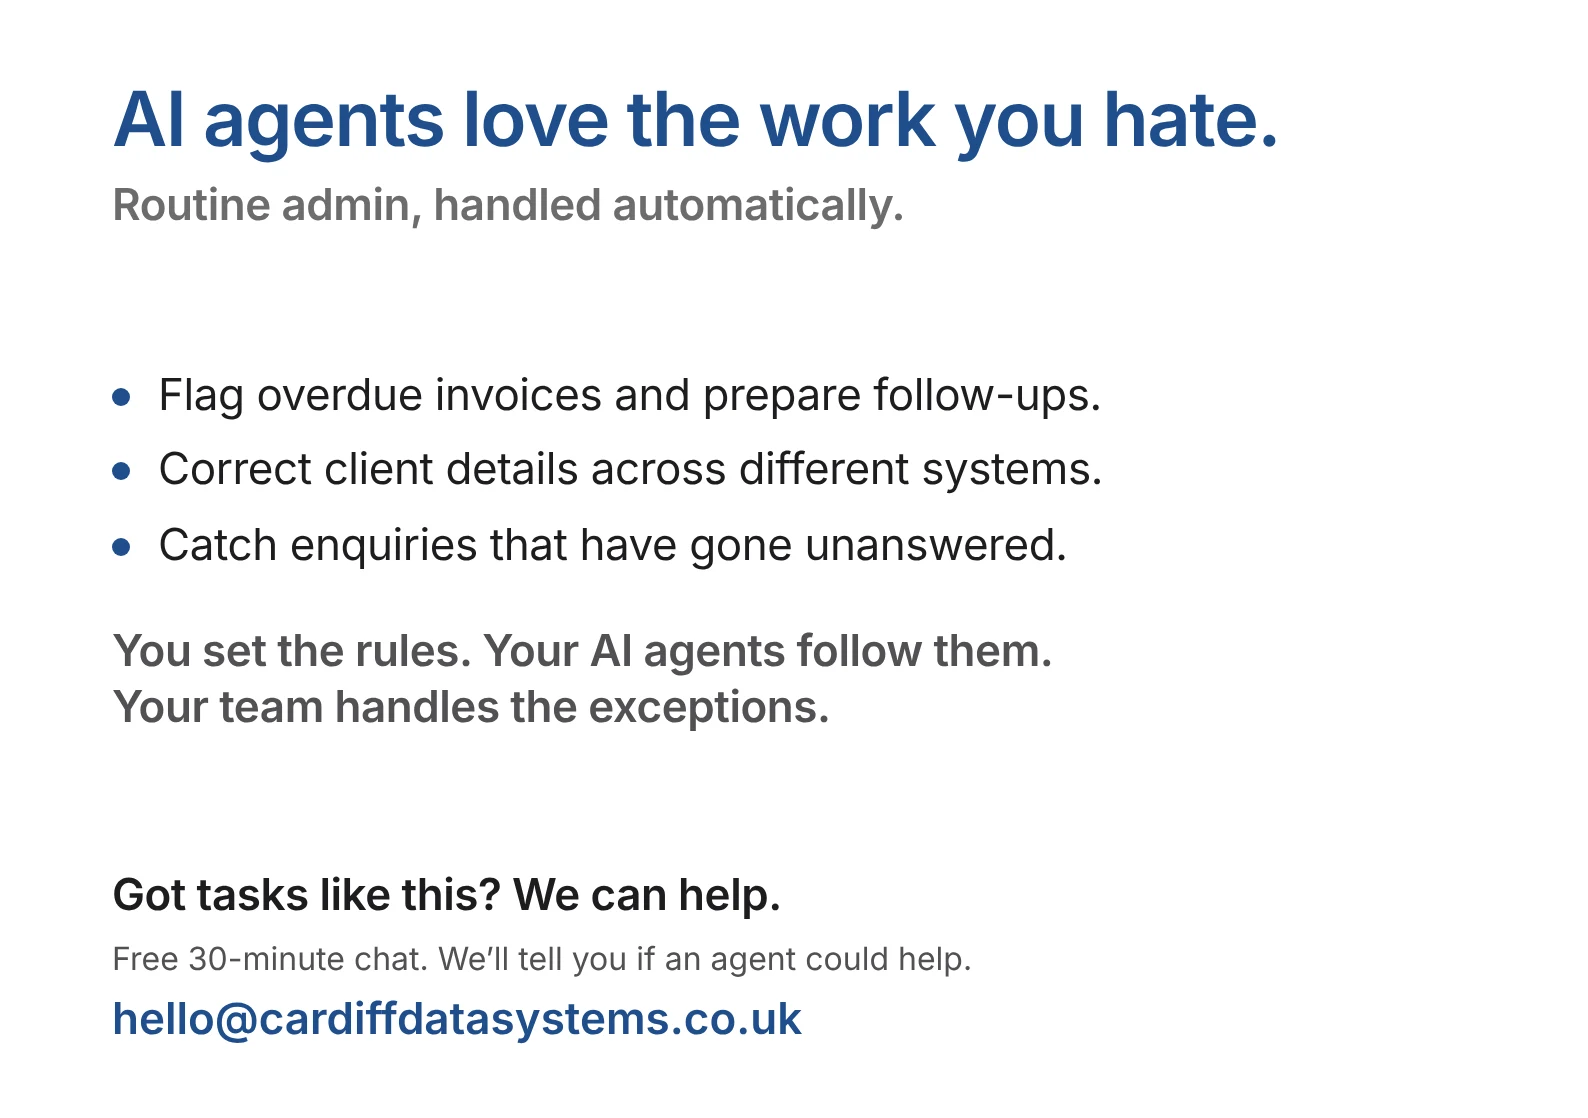 AI agents love the work you hate.
Routine admin, handled automatically.
• Flag overdue invoices and prepare follow-ups.
• Correct client details across different systems.
• Catch enquiries that have gone unanswered.
You set the rules. Your AI agents follow them.
Your team handles the exceptions.
Got tasks like this? We can help.
Free 30-minute chat. We’ll tell you if an agent could help.
hello@cardiffdatasystems.co.uk